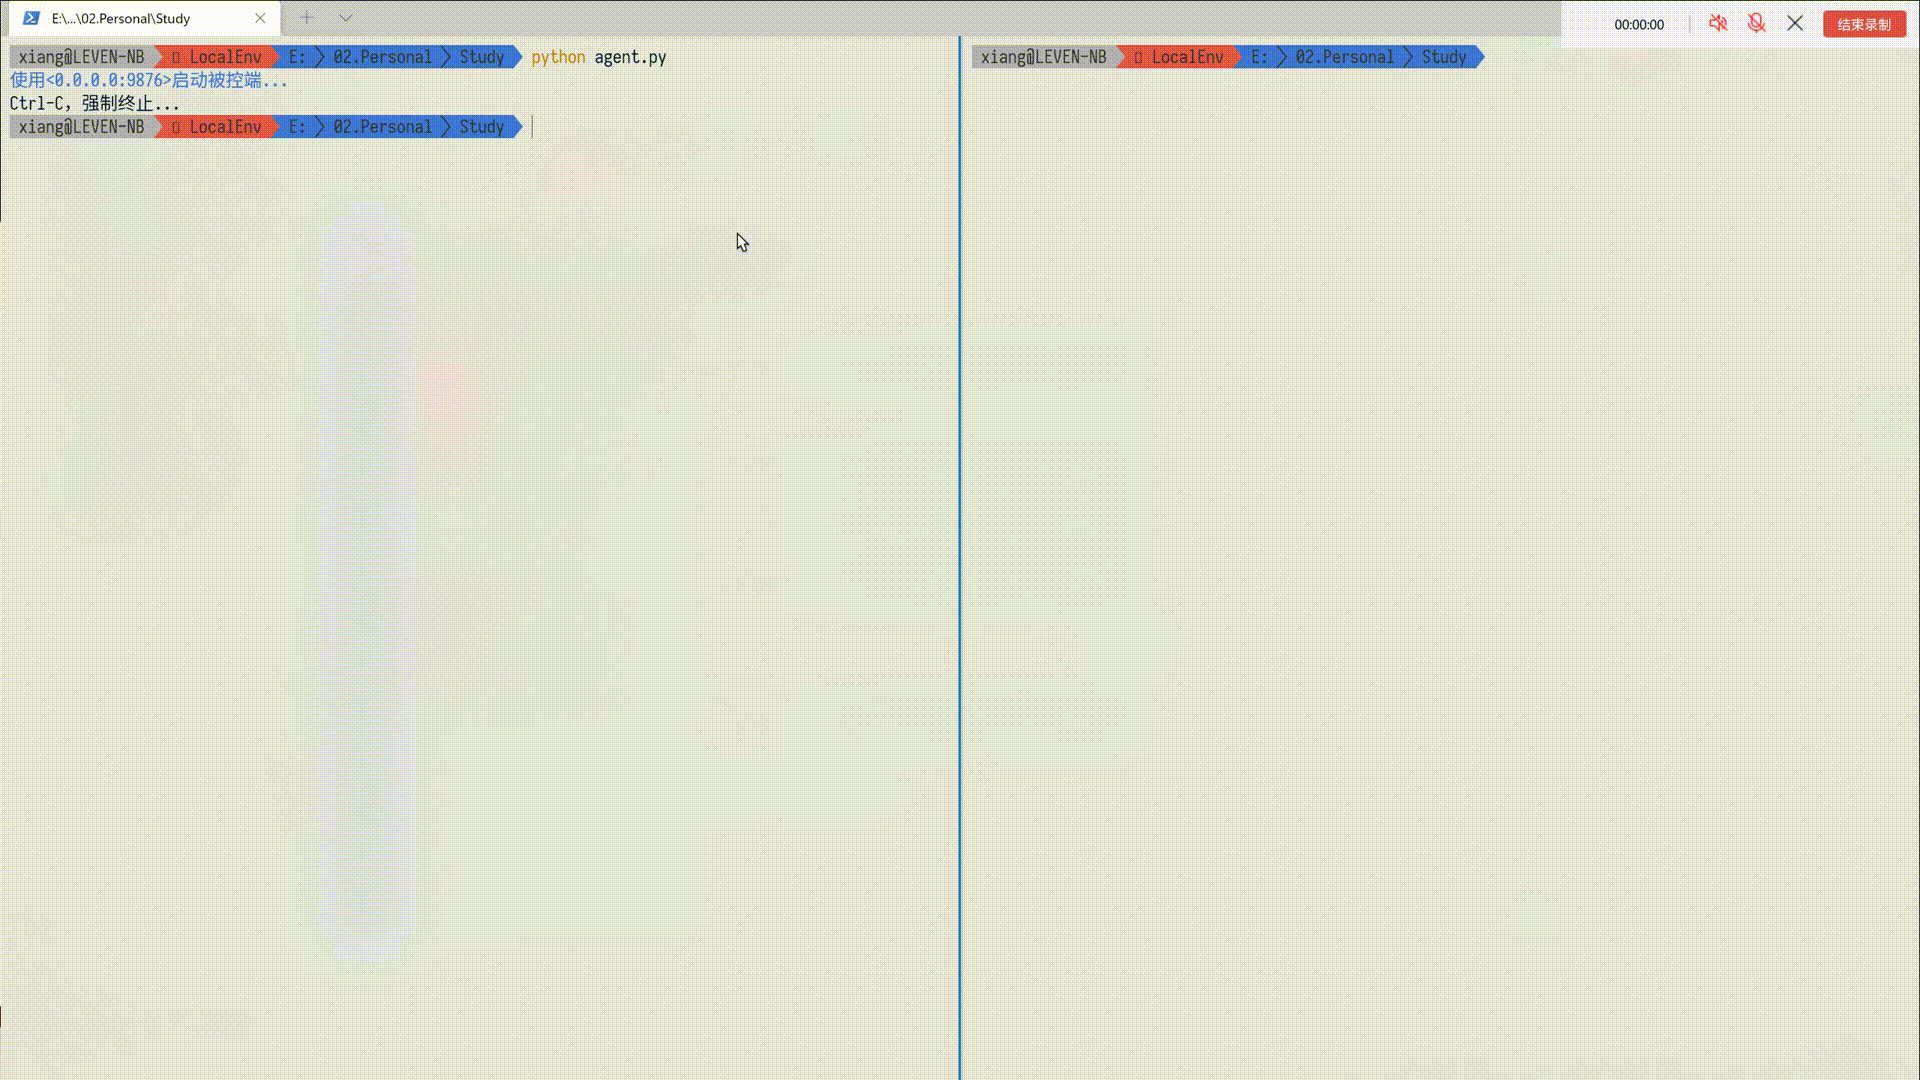 E:\...\02.Personal\Study
00:00:00
结束录制
xiang@LEVEN-NB LocalEnv E: 02.Personal Study python agent.py
使用<0.0.0.0:9876>启动被控端...
Ctrl-C，强制终止...
xiang@LEVEN-NB LocalEnv E: 02.Personal Study
xiang@LEVEN-NB LocalEnv E: 02.Personal Study